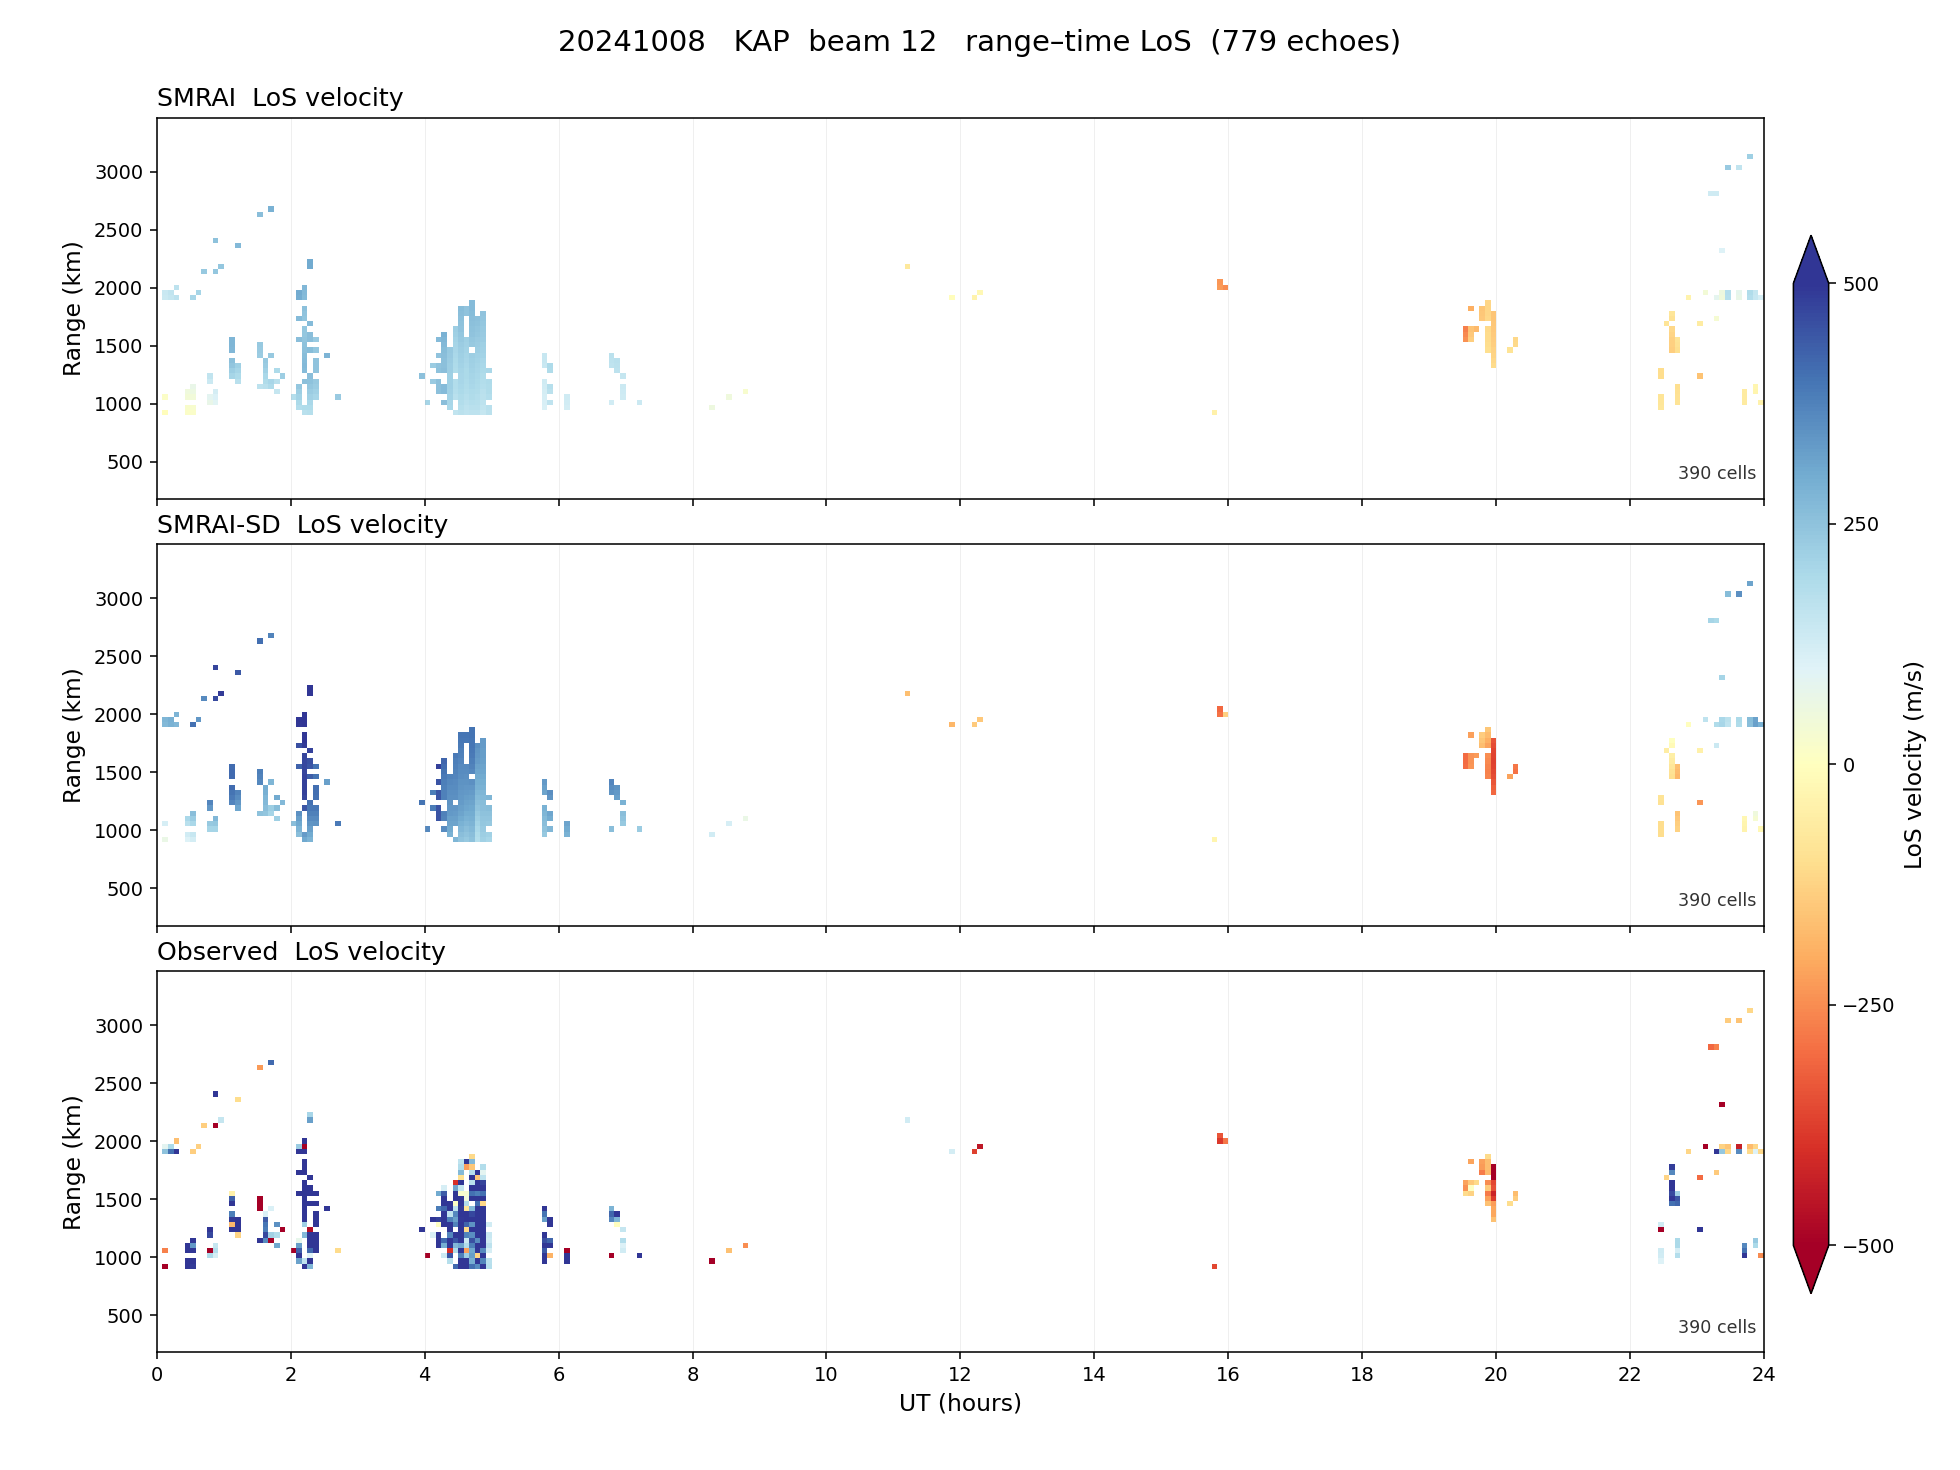 20241008   KAP  beam 12   range–time LoS  (779 echoes)
SMRAI  LoS velocity
3000
2500
2000
1500
1000
500
Range (km)
390 cells
SMRAI-SD  LoS velocity
3000
2500
2000
1500
1000
500
Range (km)
390 cells
Observed  LoS velocity
3000
2500
2000
1500
1000
500
Range (km)
390 cells
0 2 4 6 8 10 12 14 16 18 20 22 24
UT (hours)
500
250
0
−250
−500
LoS velocity (m/s)